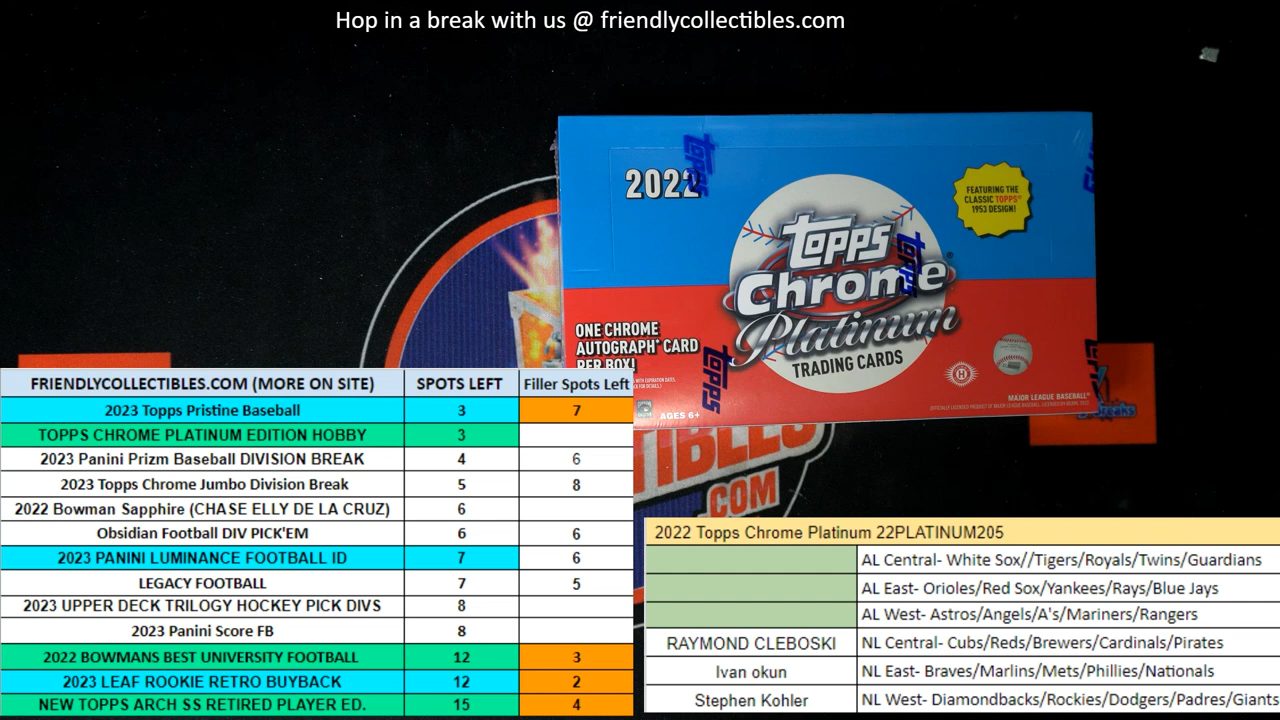 Hop in a break with us @ friendlycollectibles.com
2022
FEATURING THE
CLASSIC TOPPS®
1953 DESIGN!
topps
Chrome®
Platinum
TRADING CARDS
ONE CHROME
AUTOGRAPH* CARD
PER BOX!
AGES 6+
MAJOR LEAGUE BASEBALL®
topps
topps
topps
.COM
FRIENDLYCOLLECTIBLES.COM (MORE ON SITE) SPOTS LEFT Filler Spots Left
2023 Topps Pristine Baseball 3 7
TOPPS CHROME PLATINUM EDITION HOBBY 3
2023 Panini Prizm Baseball DIVISION BREAK 4 6
2023 Topps Chrome Jumbo Division Break 5 8
2022 Bowman Sapphire (CHASE ELLY DE LA CRUZ) 6
Obsidian Football DIV PICK'EM 6 6
2023 PANINI LUMINANCE FOOTBALL ID 7 6
LEGACY FOOTBALL 7 5
2023 UPPER DECK TRILOGY HOCKEY PICK DIVS 8
2023 Panini Score FB 8
2022 BOWMANS BEST UNIVERSITY FOOTBALL 12 3
2023 LEAF ROOKIE RETRO BUYBACK 12 2
NEW TOPPS ARCH SS RETIRED PLAYER ED. 15 4
2022 Topps Chrome Platinum 22PLATINUM205
AL Central- White Sox//Tigers/Royals/Twins/Guardians
AL East- Orioles/Red Sox/Yankees/Rays/Blue Jays
AL West- Astros/Angels/A's/Mariners/Rangers
RAYMOND CLEBOSKI NL Central- Cubs/Reds/Brewers/Cardinals/Pirates
Ivan okun NL East- Braves/Marlins/Mets/Phillies/Nationals
Stephen Kohler NL West- Diamondbacks/Rockies/Dodgers/Padres/Giants